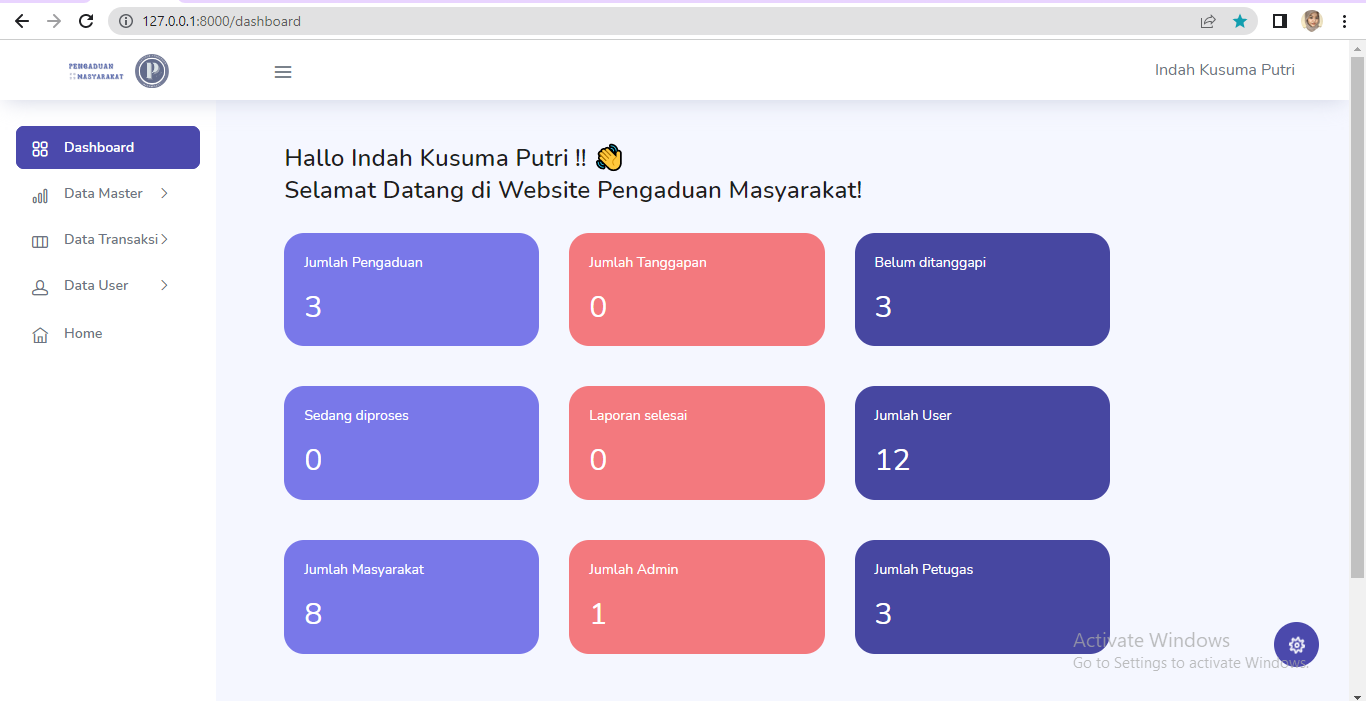 127.0.0.1:8000/dashboard
PENGADUAN
MASYARAKAT
P
Indah Kusuma Putri
Dashboard
Data Master
Data Transaksi
Data User
Home
Hallo Indah Kusuma Putri !! 👏
Selamat Datang di Website Pengaduan Masyarakat!
Jumlah Pengaduan
3
Jumlah Tanggapan
0
Belum ditanggapi
3
Sedang diproses
0
Laporan selesai
0
Jumlah User
12
Jumlah Masyarakat
8
Jumlah Admin
1
Jumlah Petugas
3
Activate Windows
Go to Settings to activate Windows.